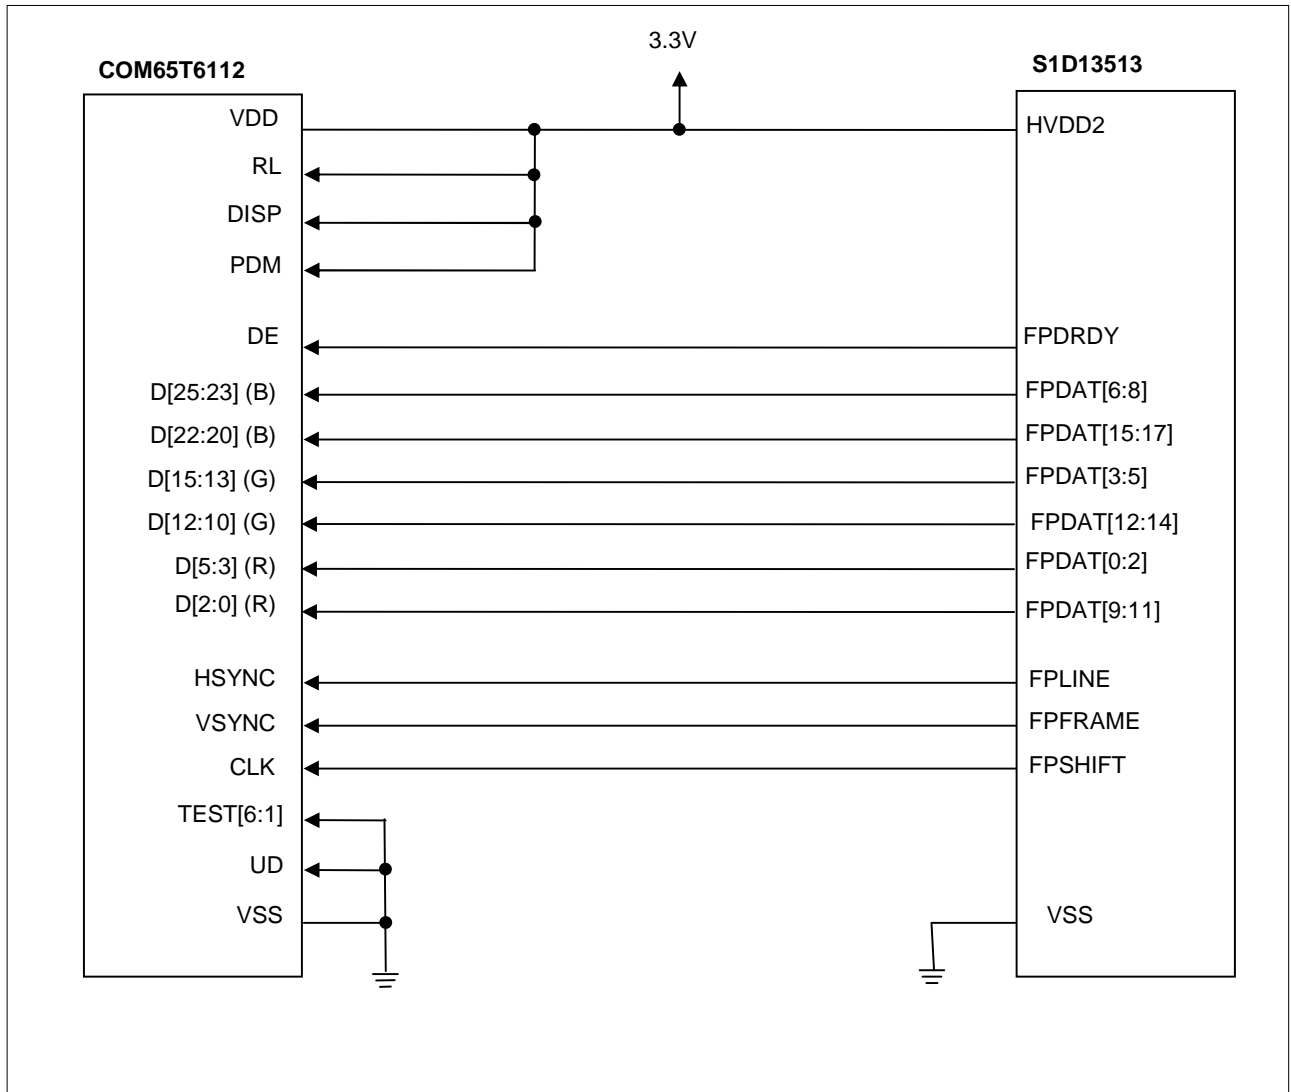 3.3V
COM65T6112
S1D13513
VDD
HVDD2
RL
DISP
PDM
DE
FPDRDY
D[25:23] (B)
FPDAT[6:8]
D[22:20] (B)
FPDAT[15:17]
D[15:13] (G)
FPDAT[3:5]
D[12:10] (G)
FPDAT[12:14]
D[5:3] (R)
FPDAT[0:2]
D[2:0] (R)
FPDAT[9:11]
HSYNC
FPLINE
VSYNC
FPFRAME
CLK
FPSHIFT
TEST[6:1]
UD
VSS
VSS